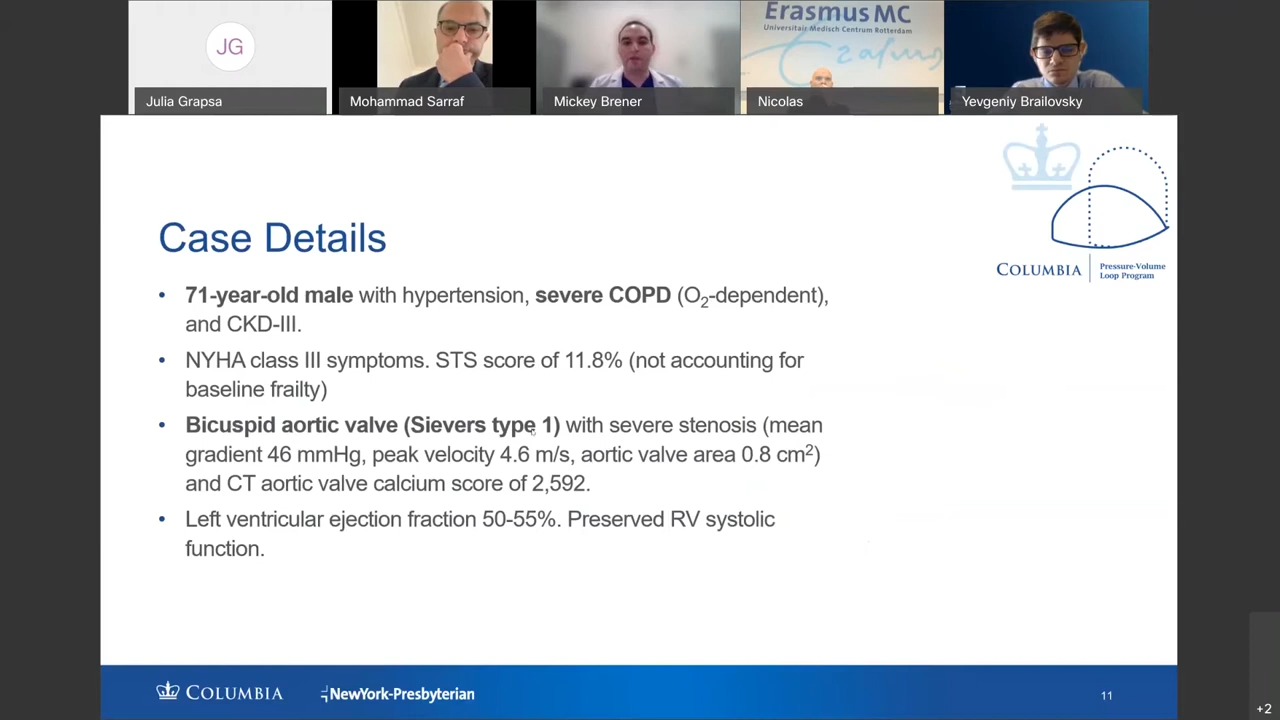 JG
Julia Grapsa
Mohammad Sarraf
Mickey Brener
Erasmus MC
Universitair Medisch Centrum Rotterdam
Nicolas
Yevgeniy Brailovsky
COLUMBIA
Pressure-Volume
Loop Program
Case Details
• 71-year-old male with hypertension, severe COPD (O2-dependent),
and CKD-III.
• NYHA class III symptoms. STS score of 11.8% (not accounting for
baseline frailty)
• Bicuspid aortic valve (Sievers type 1) with severe stenosis (mean
gradient 46 mmHg, peak velocity 4.6 m/s, aortic valve area 0.8 cm2)
and CT aortic valve calcium score of 2,592.
• Left ventricular ejection fraction 50-55%. Preserved RV systolic
function.
COLUMBIA
NewYork-Presbyterian
11
+2